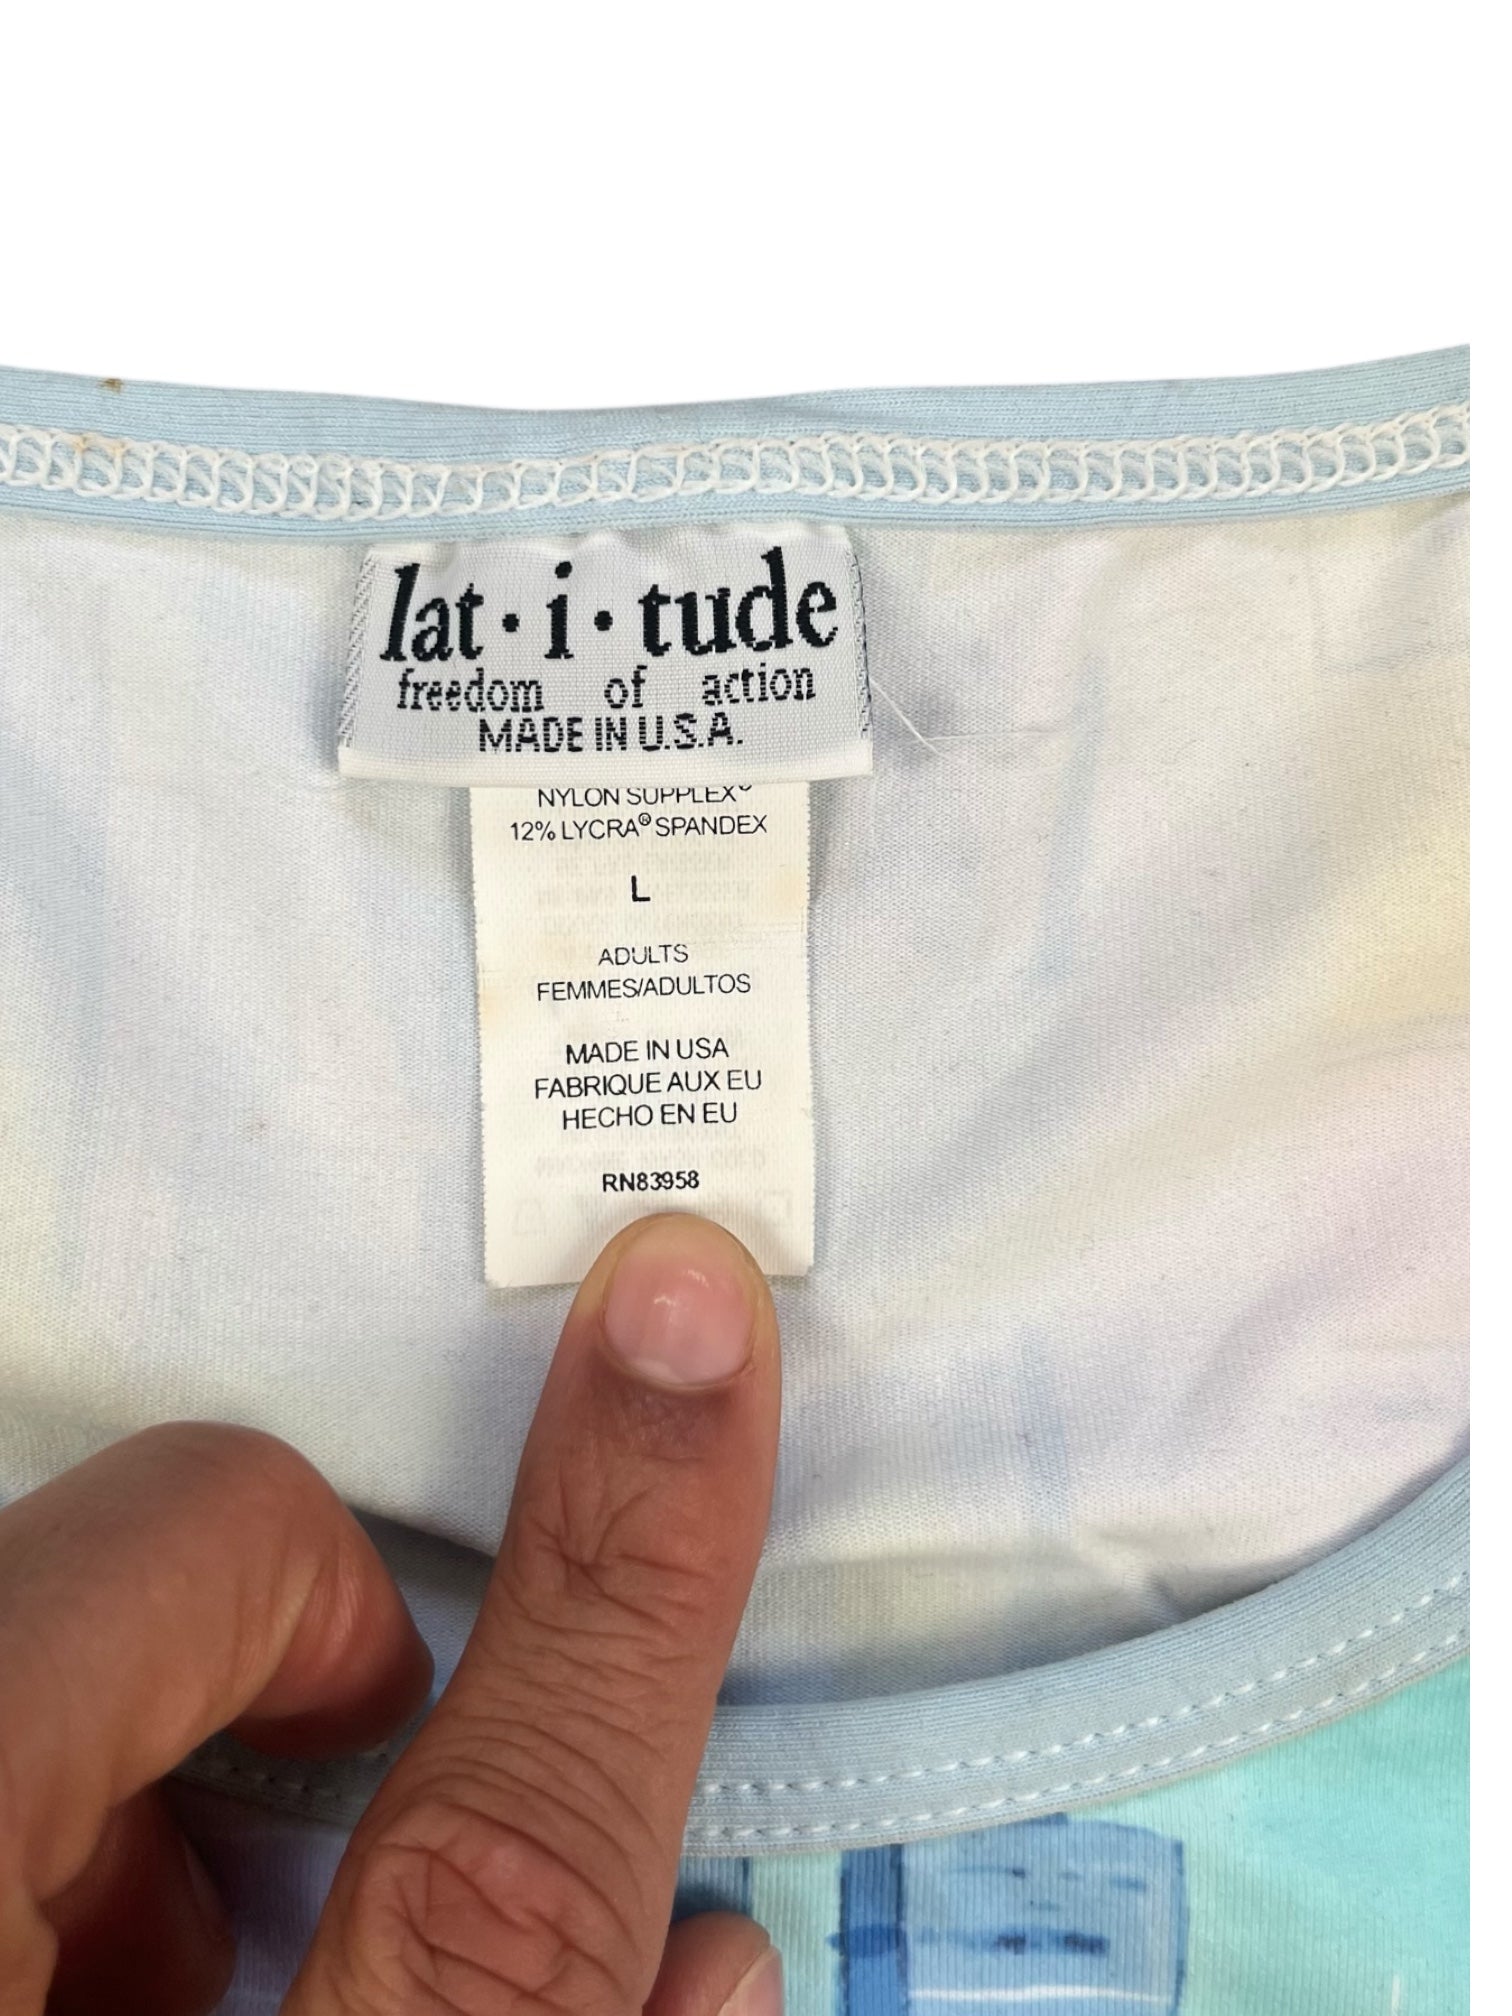 lat·i·tude
freedom of action
MADE IN U.S.A.
NYLON SUPPLEX®
12% LYCRA® SPANDEX
L
ADULTS
FEMMES/ADULTOS
MADE IN USA
FABRIQUE AUX EU
HECHO EN EU
RN83958